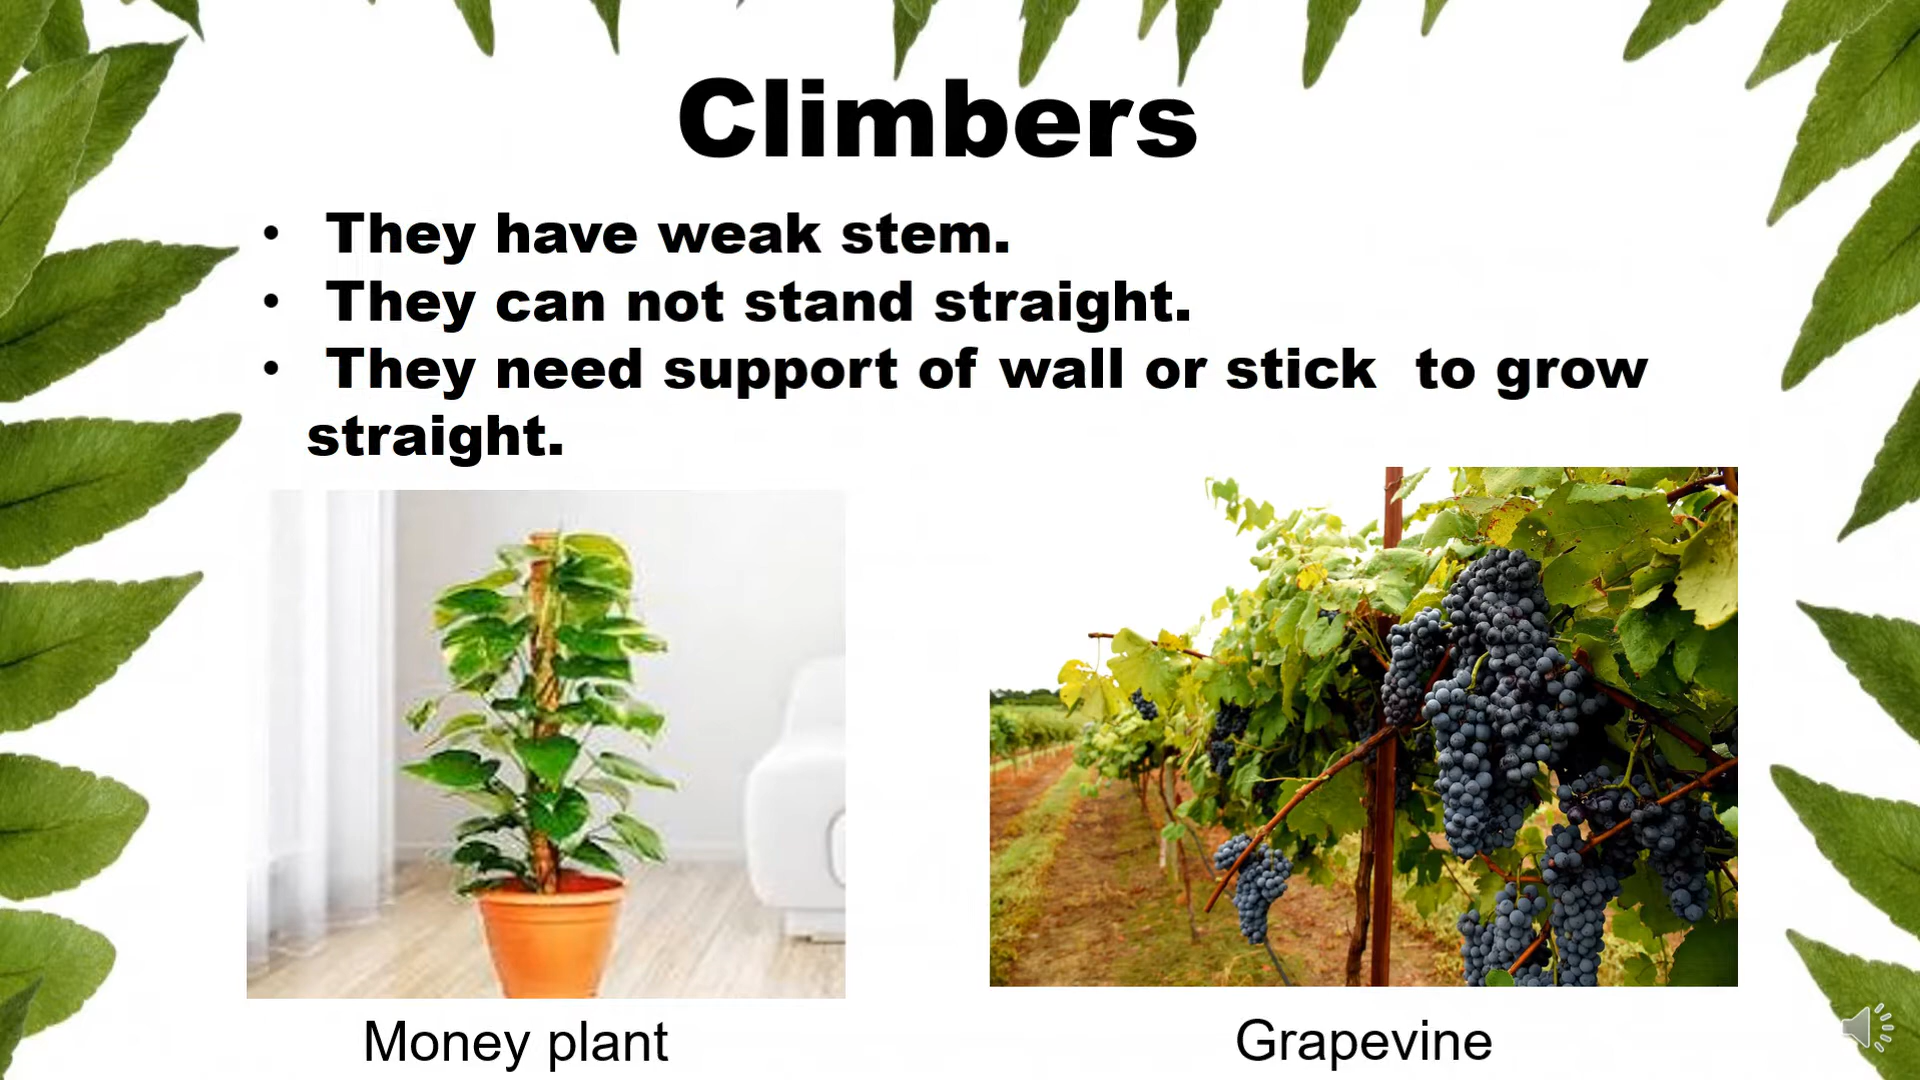 Climbers
• They have weak stem.
• They can not stand straight.
• They need support of wall or stick to grow
straight.
Money plant
Grapevine